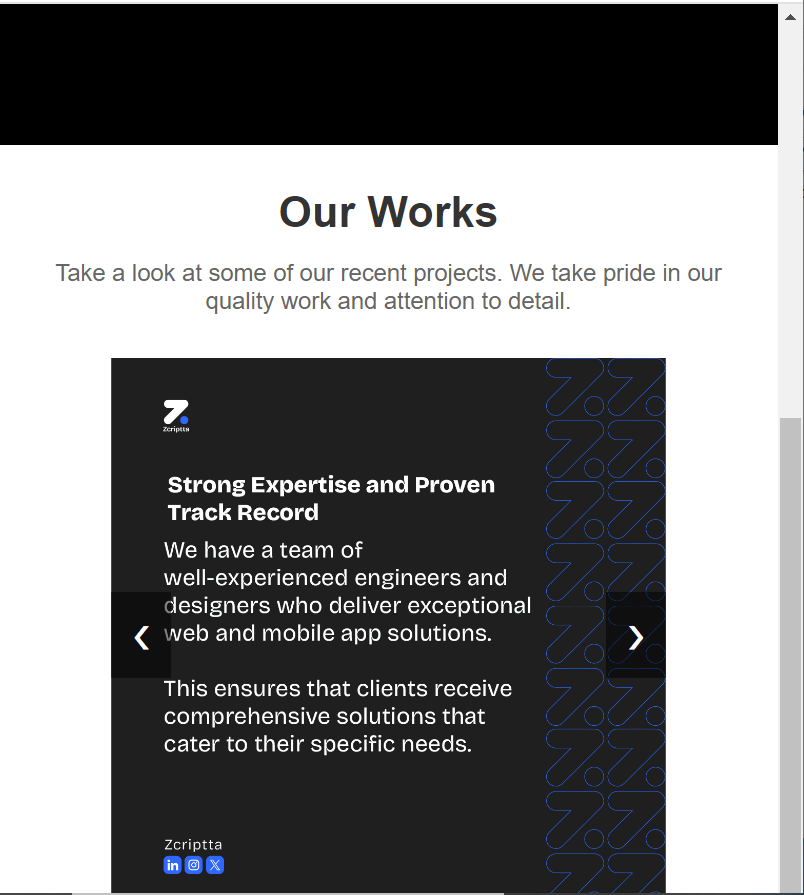 Our Works
Take a look at some of our recent projects. We take pride in our
quality work and attention to detail.
Zcriptta
Strong Expertise and Proven
Track Record
We have a team of
well-experienced engineers and
designers who deliver exceptional
web and mobile app solutions.
This ensures that clients receive
comprehensive solutions that
cater to their specific needs.
Zcriptta